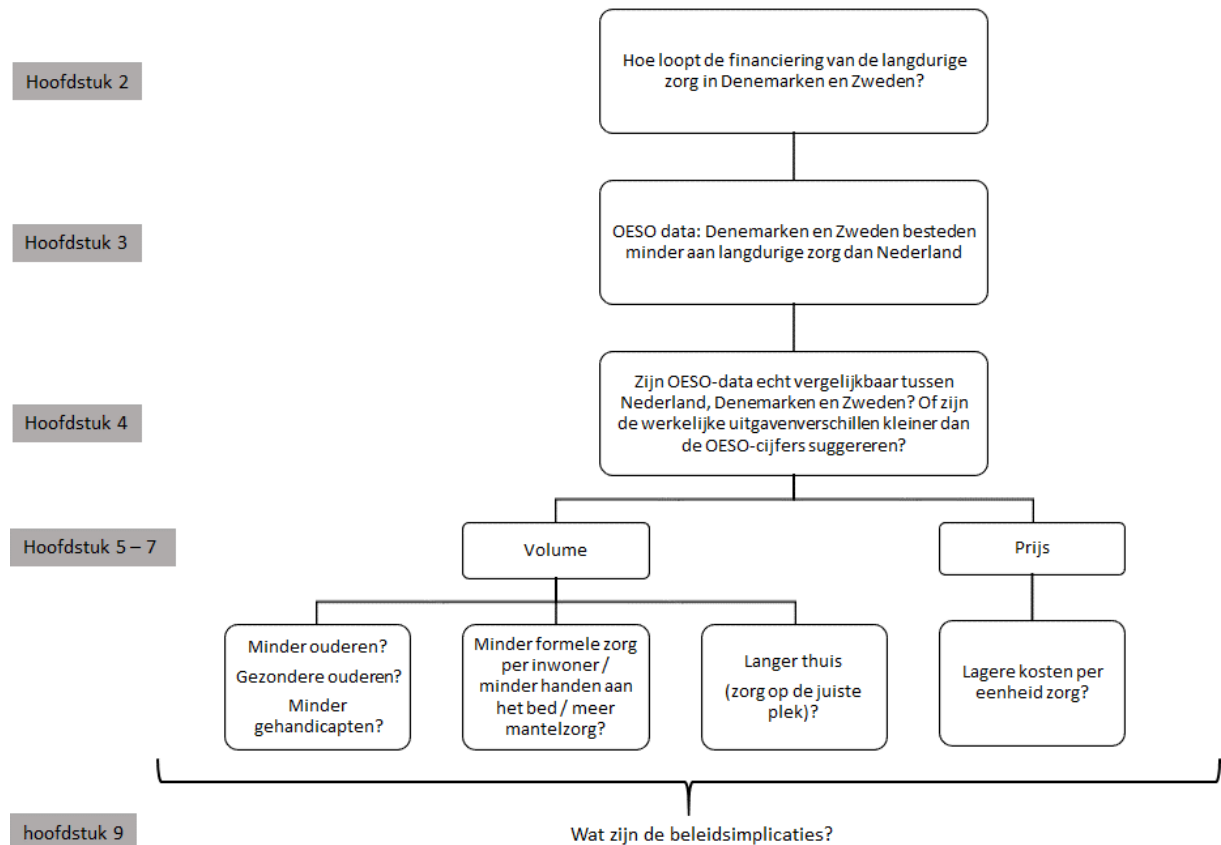 Hoofdstuk 2
Hoe loopt de financiering van de langdurige
zorg in Denemarken en Zweden?
Hoofdstuk 3
OESO data: Denemarken en Zweden besteden
minder aan langdurige zorg dan Nederland
Hoofdstuk 4
Zijn OESO-data echt vergelijkbaar tussen
Nederland, Denemarken en Zweden? Of zijn
de werkelijke uitgavenverschillen kleiner dan
de OESO-cijfers suggereren?
Hoofdstuk 5 – 7
Volume
Prijs
Minder ouderen?
Gezondere ouderen?
Minder
gehandicapten?
Minder formele zorg
per inwoner /
minder handen aan
het bed / meer
mantelzorg?
Langer thuis
(zorg op de juiste
plek)?
Lagere kosten per
eenheid zorg?
hoofdstuk 9
Wat zijn de beleidsimplicaties?